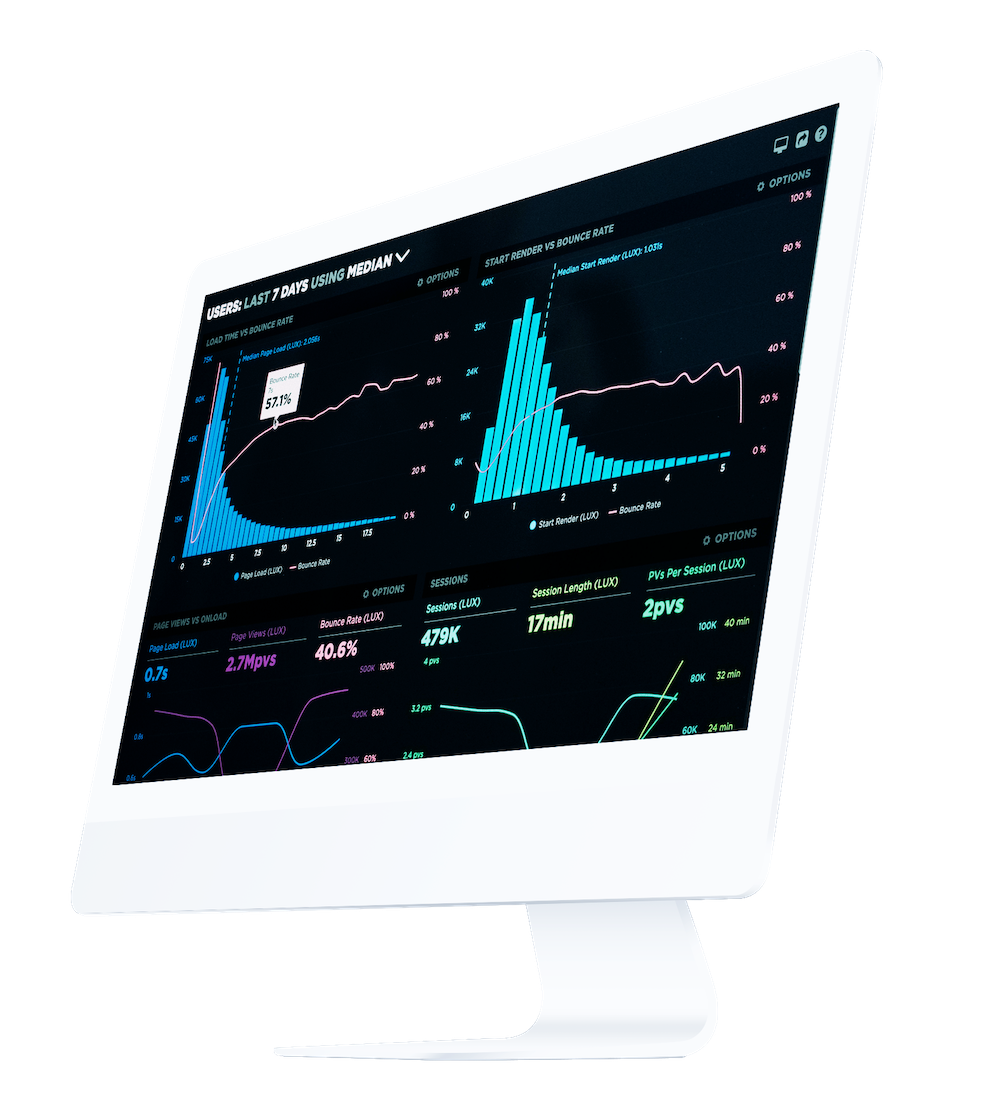 USERS: LAST 7 DAYS USING MEDIAN
LOAD TIME VS BOUNCE RATE
OPTIONS
Median Page Load (LUX): 2.056s
75K
60K
45K
30K
15K
0
100 %
80 %
60 %
40 %
20 %
0 %
Bounce Rate
7s
57.1%
0 2.5 5 7.5 10 12.5 15 17.5
Page Load (LUX) Bounce Rate
START RENDER VS BOUNCE RATE
OPTIONS
Median Start Render (LUX): 1.031s
40K
32K
24K
16K
8K
0
100 %
80 %
60 %
40 %
20 %
0 %
0 1 2 3 4 5
Start Render (LUX) Bounce Rate
PAGE VIEWS VS ONLOAD
OPTIONS
Page Load (LUX)
0.7s
Page Views (LUX)
2.7Mpvs
Bounce Rate (LUX)
40.6%
1s
0.8s
0.6s
500K 100%
400K 80%
300K 60%
SESSIONS
OPTIONS
Sessions (LUX)
479K
Session Length (LUX)
17min
PVs Per Session (LUX)
2pvs
4 pvs
3.2 pvs
2.4 pvs
100K 40 min
80K 32 min
60K 24 min